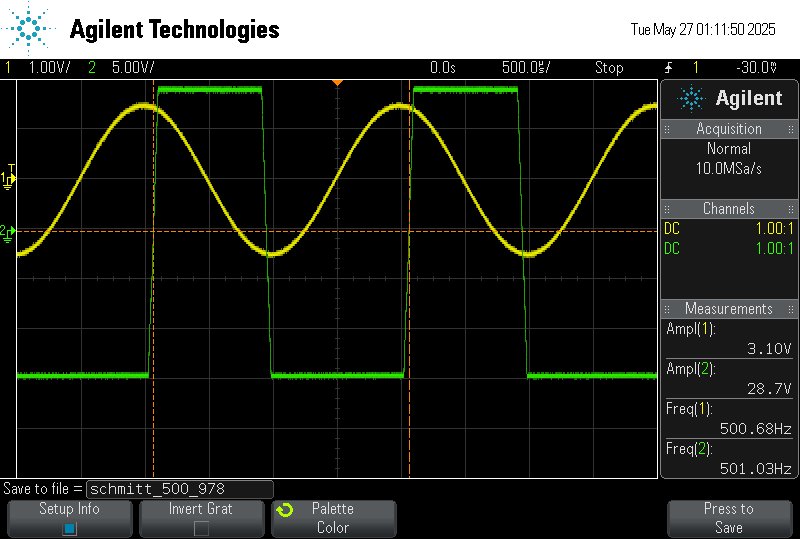 Agilent Technologies
Tue May 27 01:11:50 2025
1 1.00V/ 2 5.00V/ 0.0s 500.0µs/ Stop 1 -30.0V
Agilent
Acquisition
Normal
10.0MSa/s
Channels
DC 1.00:1
DC 1.00:1
Measurements
Ampl(1):
3.10V
Ampl(2):
28.7V
Freq(1):
500.68Hz
Freq(2):
501.03Hz
T
1
2
Save to file = schmitt_500_978
Setup Info
Invert Grat
Palette
Color
Press to
Save